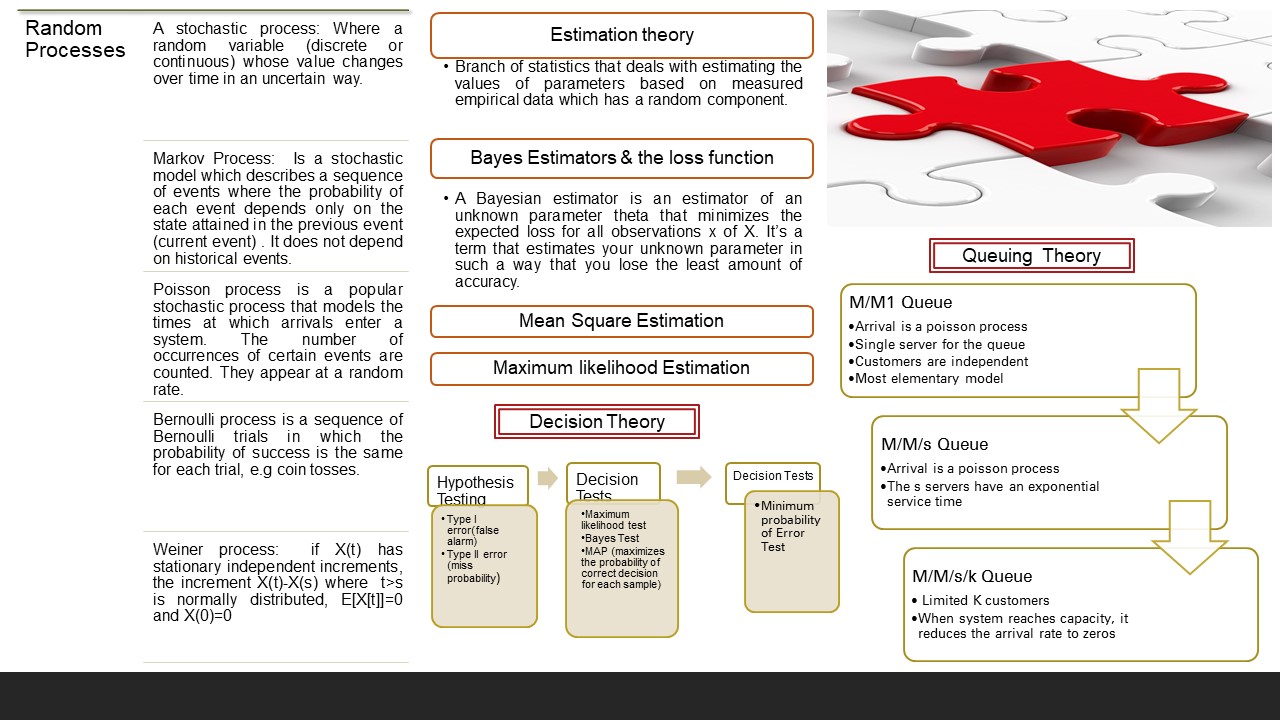 Random
Processes
A stochastic process: Where a
random variable (discrete or
continuous) whose value changes
over time in an uncertain way.
Markov Process: Is a stochastic
model which describes a sequence
of events where the probability of
each event depends only on the
state attained in the previous event
(current event) . It does not depend
on historical events.
Poisson process is a popular
stochastic process that models the
times at which arrivals enter a
system. The number of
occurrences of certain events are
counted. They appear at a random
rate.
Bernoulli process is a sequence of
Bernoulli trials in which the
probability of success is the same
for each trial, e.g coin tosses.
Weiner process: if X(t) has
stationary independent increments,
the increment X(t)-X(s) where t>s
is normally distributed, E[X[t]]=0
and X(0)=0
Estimation theory
• Branch of statistics that deals with estimating the
values of parameters based on measured
empirical data which has a random component.
Bayes Estimators & the loss function
• A Bayesian estimator is an estimator of an
unknown parameter theta that minimizes the
expected loss for all observations x of X. It's a
term that estimates your unknown parameter in
such a way that you lose the least amount of
accuracy.
Mean Square Estimation
Maximum likelihood Estimation
Decision Theory
Hypothesis
Testing
• Type I
error(false
alarm)
• Type II error
(miss
probability)
Decision
Tests
•Maximum
likelihood test
•Bayes Test
•MAP (maximizes
the probability of
correct decision
for each sample)
Decision Tests
•Minimum
probability
of Error
Test
Queuing Theory
M/M1 Queue
•Arrival is a poisson process
•Single server for the queue
•Customers are independent
•Most elementary model
M/M/s Queue
•Arrival is a poisson process
•The s servers have an exponential
service time
M/M/s/k Queue
• Limited K customers
•When system reaches capacity, it
reduces the arrival rate to zeros